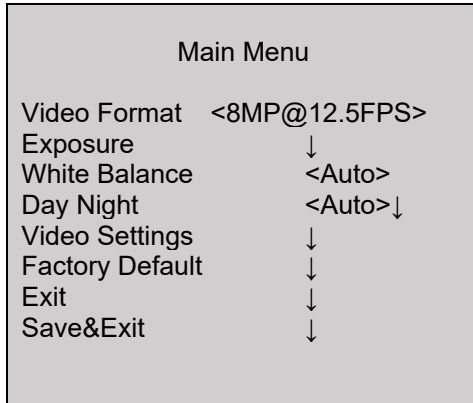 Main Menu
Video Format <8MP@12.5FPS>
Exposure ↓
White Balance <Auto>
Day Night <Auto>↓
Video Settings ↓
Factory Default ↓
Exit ↓
Save&Exit ↓